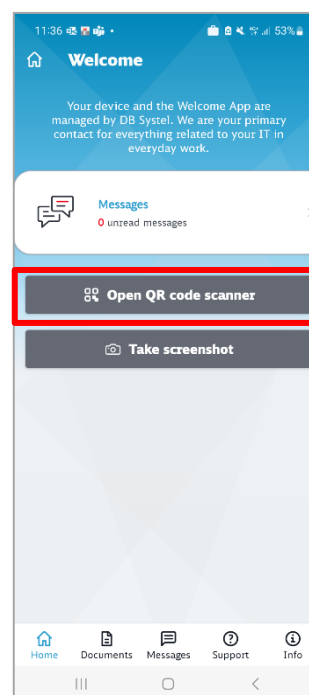 11:36
53%
Welcome
Your device and the Welcome App are
managed by DB Systel. We are your primary
contact for everything related to your IT in
everyday work.
Messages
0 unread messages
Open QR code scanner
Take screenshot
Home Documents Messages Support Info